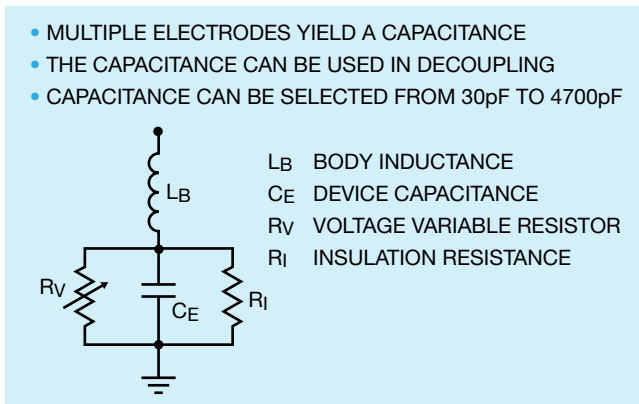 • MULTIPLE ELECTRODES YIELD A CAPACITANCE
• THE CAPACITANCE CAN BE USED IN DECOUPLING
• CAPACITANCE CAN BE SELECTED FROM 30pF TO 4700pF
LB
LB BODY INDUCTANCE
CE DEVICE CAPACITANCE
RV VOLTAGE VARIABLE RESISTOR
RI INSULATION RESISTANCE
RV
CE
RI